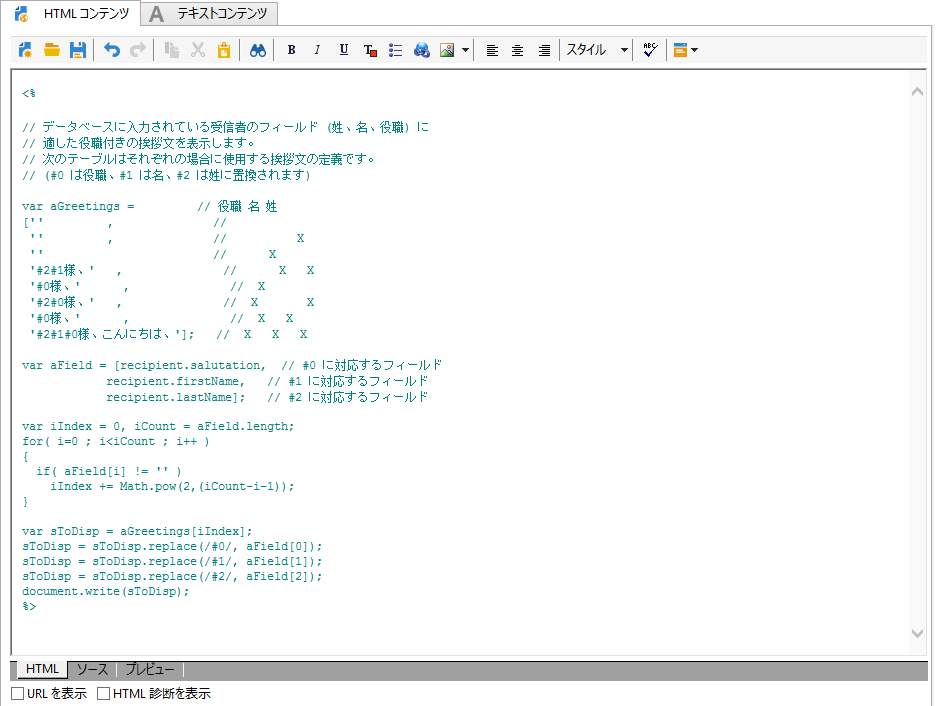 HTML コンテンツ
テキストコンテンツ
B I U スタイル ABC
<%
// データベースに入力されている受信者のフィールド (姓、名、役職) に
// 適した役職付きの挨拶文を表示します。
// 次のテーブルはそれぞれの場合に使用する挨拶文の定義です。
// (#0 は役職、#1 は名、#2 は姓に置換されます)
var aGreetings =         // 役職 名 姓
[''         ,              //
 ''         ,              //          X
 ''                        //      X
 '#2#1様、'   ,              //      X   X
 '#0様、'      ,              //  X
 '#2#0様、'   ,              //  X       X
 '#0様、'      ,              //  X   X
 '#2#1#0様、こんにちは、'];   //  X   X   X
var aField = [recipient.salutation,  // #0 に対応するフィールド
            recipient.firstName,   // #1 に対応するフィールド
            recipient.lastName];   // #2 に対応するフィールド
var iIndex = 0, iCount = aField.length;
for( i=0 ; i<iCount ; i++ )
{
  if( aField[i] != '' )
    iIndex += Math.pow(2,(iCount-i-1));
}
var sToDisp = aGreetings[iIndex];
sToDisp = sToDisp.replace(/#0/, aField[0]);
sToDisp = sToDisp.replace(/#1/, aField[1]);
sToDisp = sToDisp.replace(/#2/, aField[2]);
document.write(sToDisp);
%>
HTML ソース プレビュー
URL を表示 HTML 診断を表示